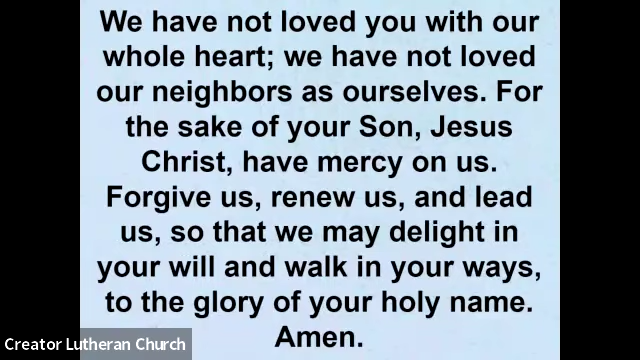 We have not loved you with our
whole heart; we have not loved
our neighbors as ourselves. For
the sake of your Son, Jesus
Christ, have mercy on us.
Forgive us, renew us, and lead
us, so that we may delight in
your will and walk in your ways,
to the glory of your holy name.
Amen.
Creator Lutheran Church